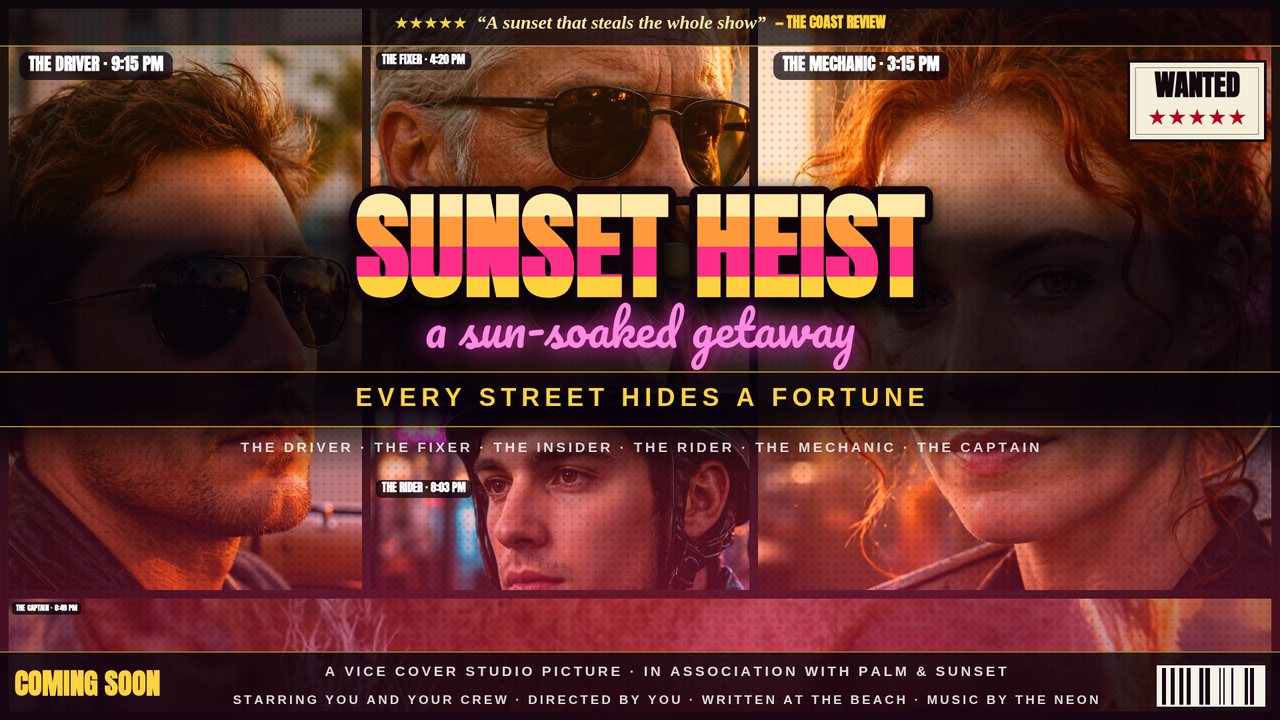 ★★★★★ “A sunset that steals the whole show” – THE COAST REVIEW
THE DRIVER · 9:15 PM
THE FIXER · 4:20 PM
THE MECHANIC · 3:15 PM
WANTED
★★★★★
SUNSET HEIST
a sun-soaked getaway
EVERY STREET HIDES A FORTUNE
THE DRIVER · THE FIXER · THE INSIDER · THE RIDER · THE MECHANIC · THE CAPTAIN
THE RIDER · 8:03 PM
THE CAPTAIN · 6:48 PM
COMING SOON
A VICE COVER STUDIO PICTURE · IN ASSOCIATION WITH PALM & SUNSET
STARRING YOU AND YOUR CREW · DIRECTED BY YOU · WRITTEN AT THE BEACH · MUSIC BY THE NEON